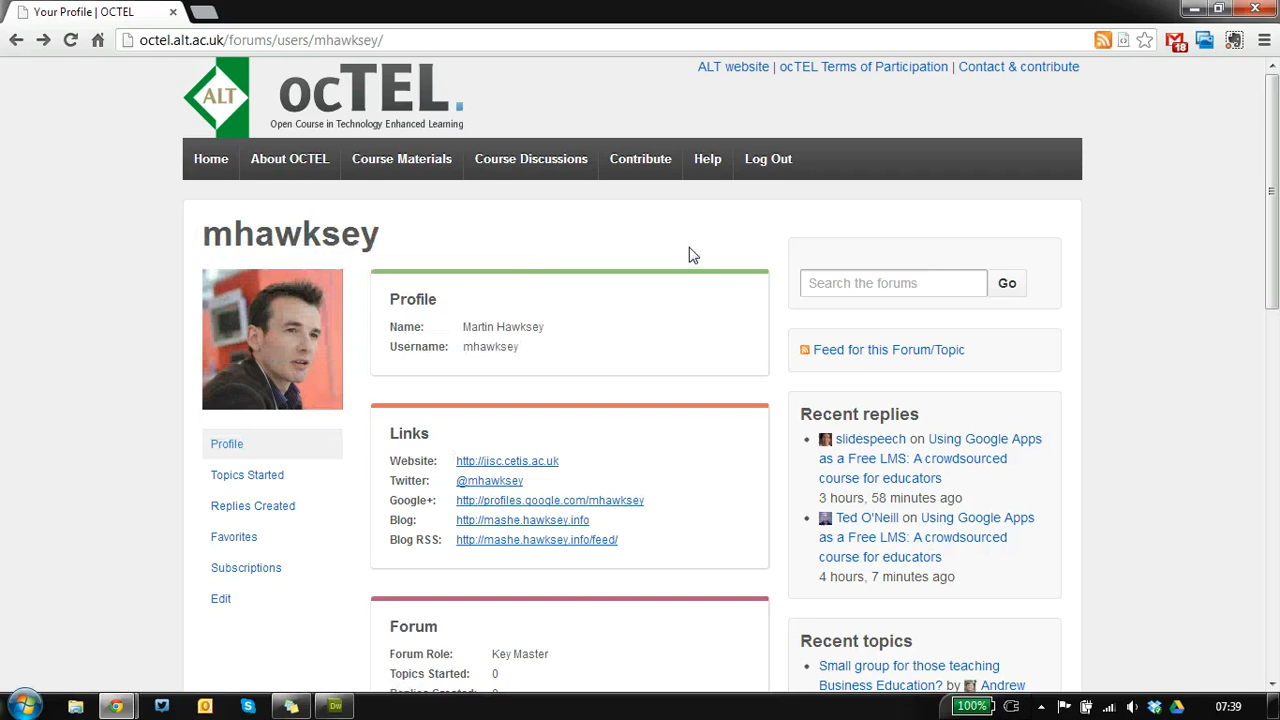 Your Profile | OCTEL
octel.alt.ac.uk/forums/users/mhawksey/
18
ALT website | ocTEL Terms of Participation | Contact & contribute
ALT
ocTEL.
Open Course in Technology Enhanced Learning
Home About OCTEL Course Materials Course Discussions Contribute Help Log Out
mhawksey
Profile
Topics Started
Replies Created
Favorites
Subscriptions
Edit
Profile
Name: Martin Hawksey
Username: mhawksey
Links
Website: http://jisc.cetis.ac.uk
Twitter: @mhawksey
Google+: http://profiles.google.com/mhawksey
Blog: http://mashe.hawksey.info
Blog RSS: http://mashe.hawksey.info/feed/
Forum
Forum Role: Key Master
Topics Started: 0
Replies Created: 0
Search the forums Go
Feed for this Forum/Topic
Recent replies
slidespeech on Using Google Apps
as a Free LMS: A crowdsourced
course for educators
3 hours, 58 minutes ago
Ted O'Neill on Using Google Apps
as a Free LMS: A crowdsourced
course for educators
4 hours, 7 minutes ago
Recent topics
Small group for those teaching
Business Education? by Andrew
Dw
100%
07:39